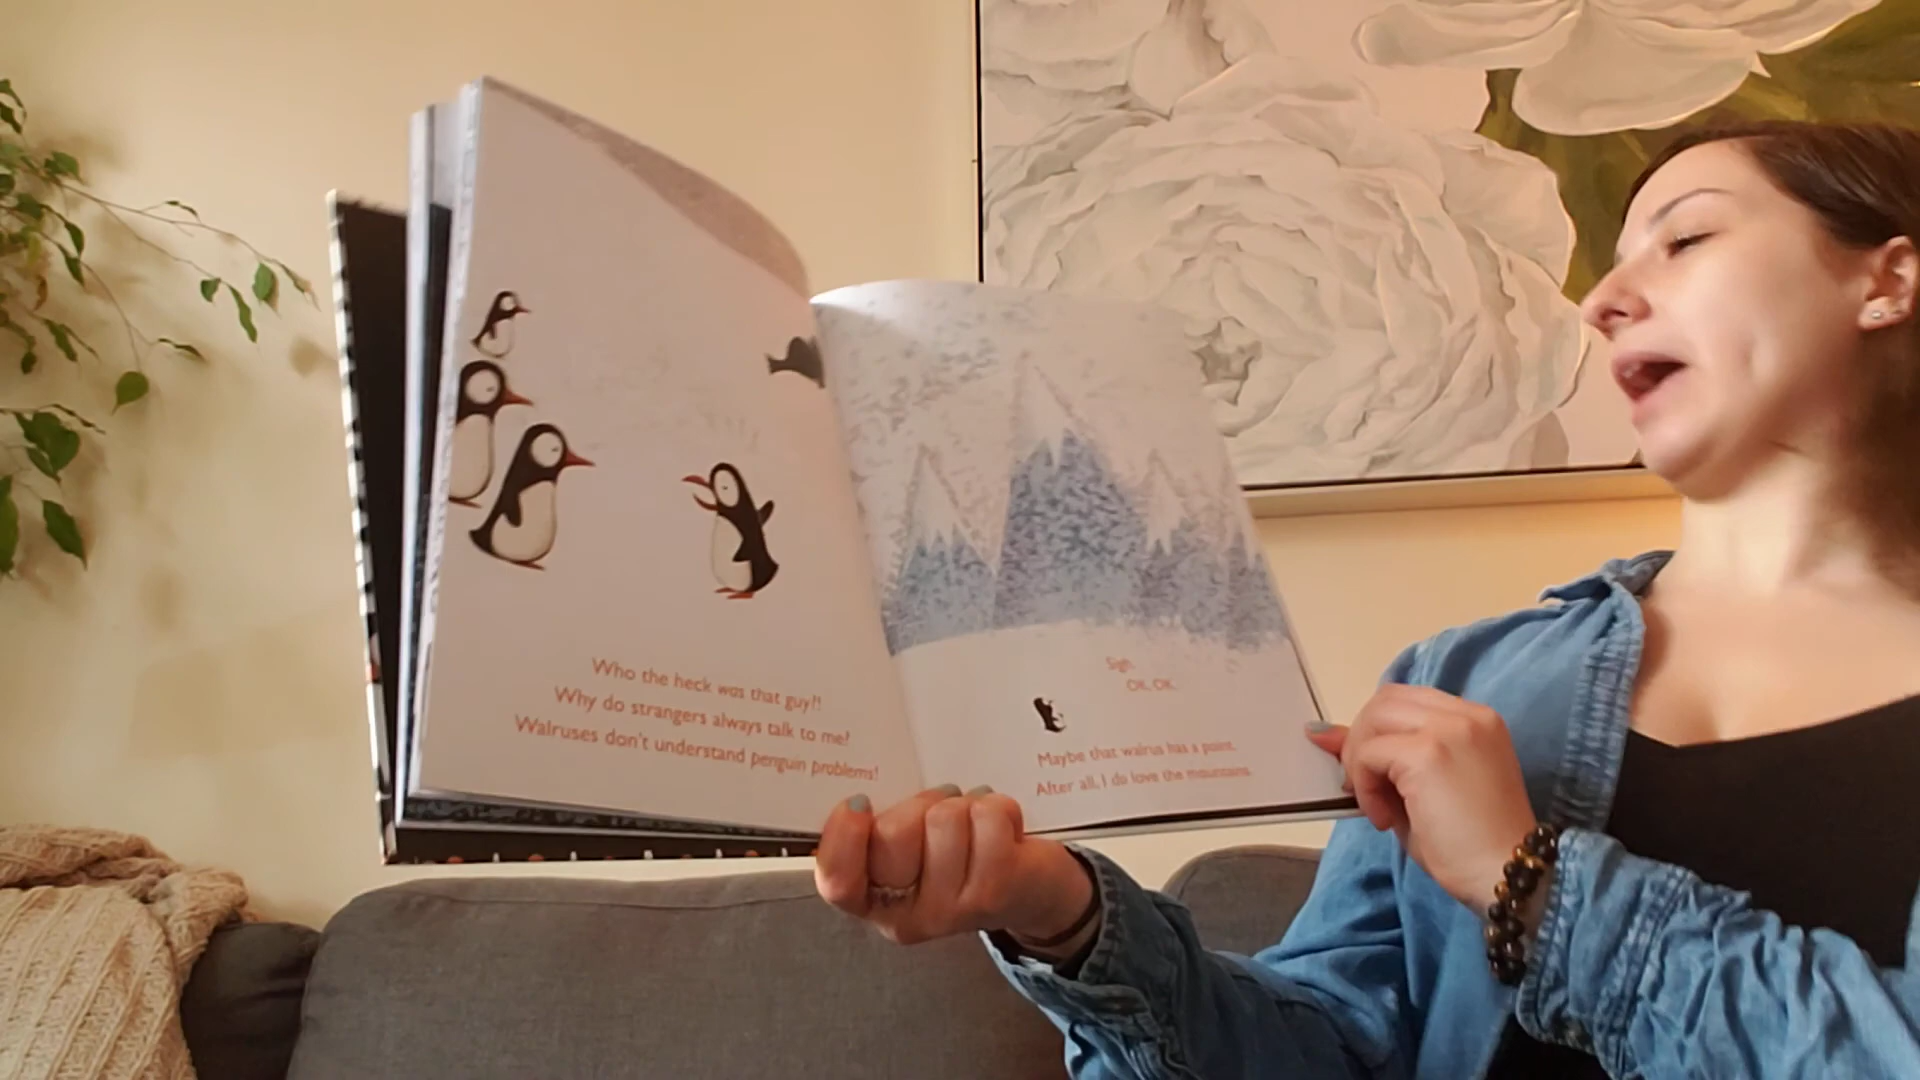 Who the heck was that guy?!
Why do strangers always talk to me?
Walruses don't understand penguin problems!
Sigh.
OK, OK.
Maybe that walrus has a point.
After all, I do love the mountains.